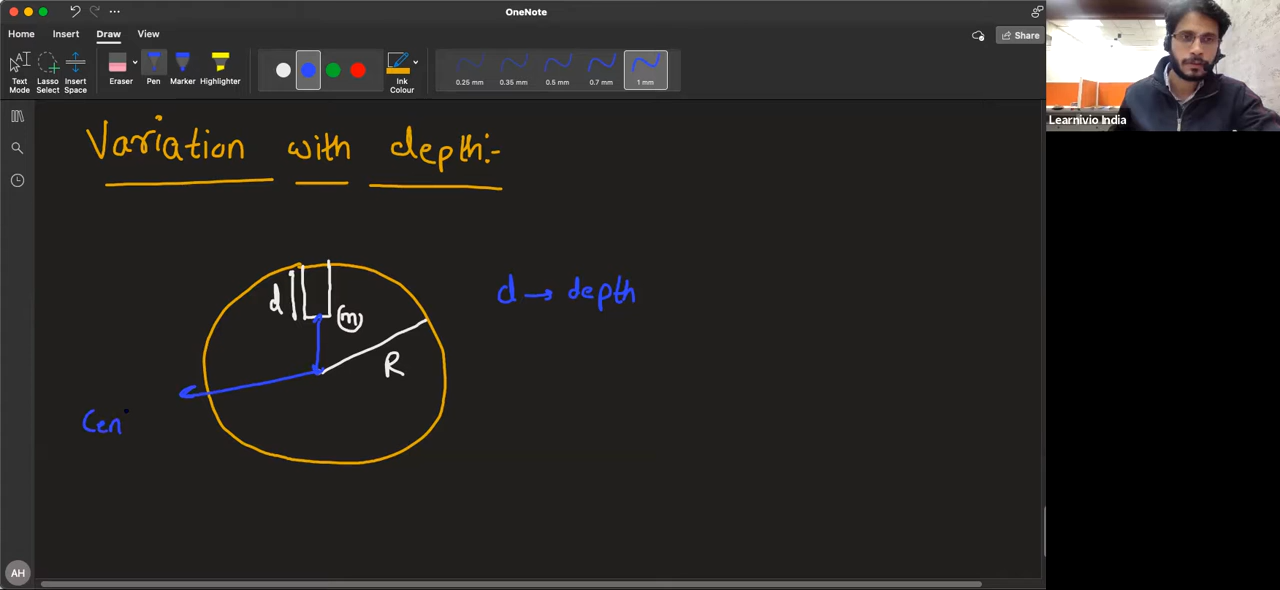 OneNote
Home Insert Draw View
Share
Text Mode
Lasso Select
Insert Space
Eraser
Pen
Marker
Highlighter
Ink Colour
0.25 mm
0.35 mm
0.5 mm
0.7 mm
1 mm
Learnivio India
Variation with depth:-
d
m
R
d → depth
Cen
AH